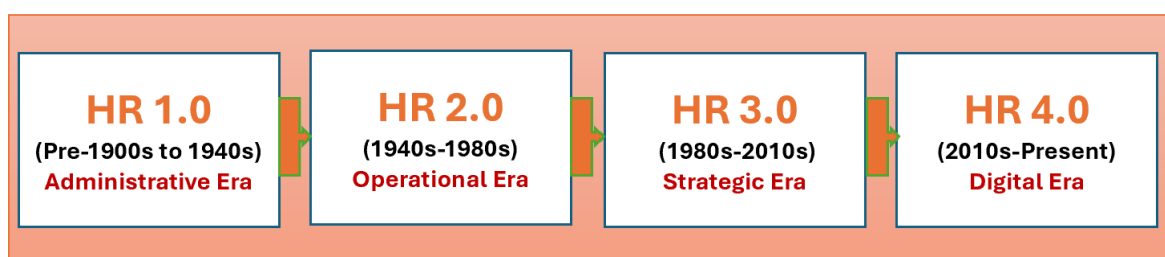 HR 1.0
(Pre-1900s to 1940s)
Administrative Era
HR 2.0
(1940s-1980s)
Operational Era
HR 3.0
(1980s-2010s)
Strategic Era
HR 4.0
(2010s-Present)
Digital Era